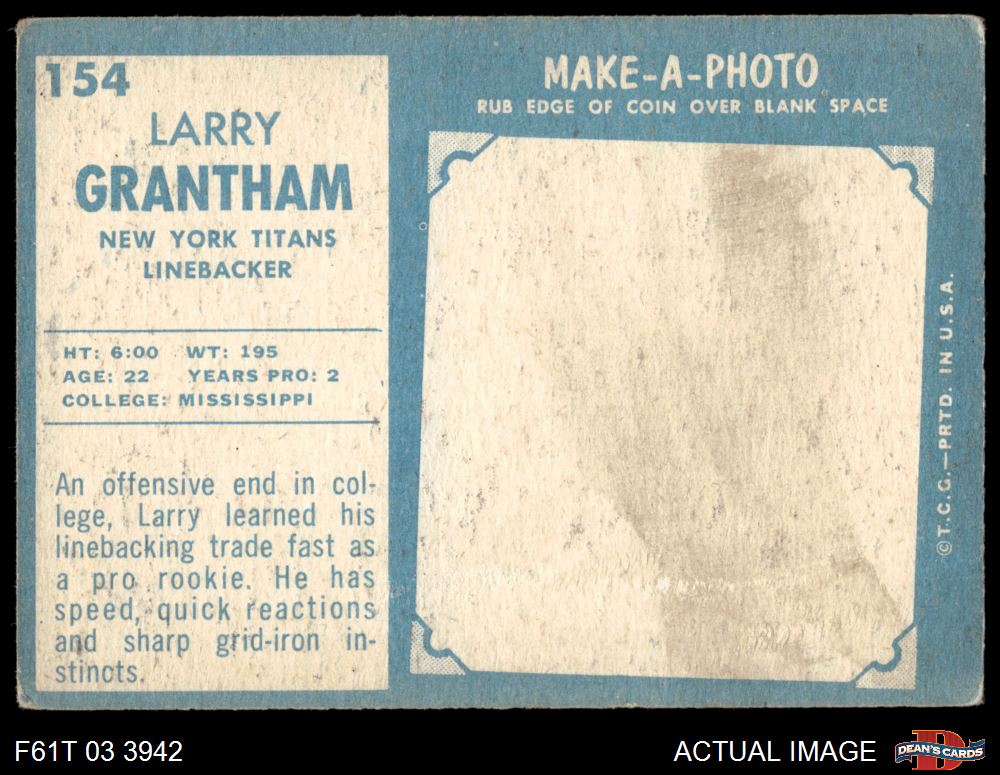 154
LARRY
GRANTHAM
NEW YORK TITANS
LINEBACKER
HT: 6:00 WT: 195
AGE: 22 YEARS PRO: 2
COLLEGE: MISSISSIPPI
An offensive end in col-
lege, Larry learned his
linebacking trade fast as
a pro rookie. He has
speed, quick reactions
and sharp grid-iron in-
stincts.
MAKE-A-PHOTO
RUB EDGE OF COIN OVER BLANK SPACE
©T.C.G.—PRTD. IN U.S.A.
F61T 03 3942
ACTUAL IMAGE
D
DEAN'S CARDS